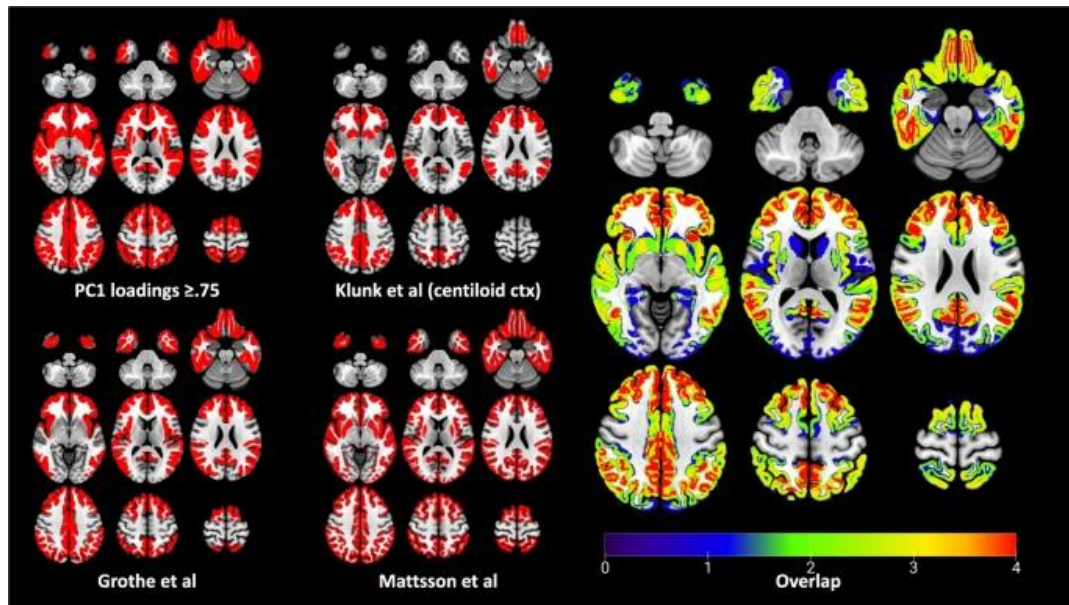 PC1 loadings ≥.75
Klunk et al (centiloid ctx)
Grothe et al
Mattsson et al
0 1 2 3 4
Overlap